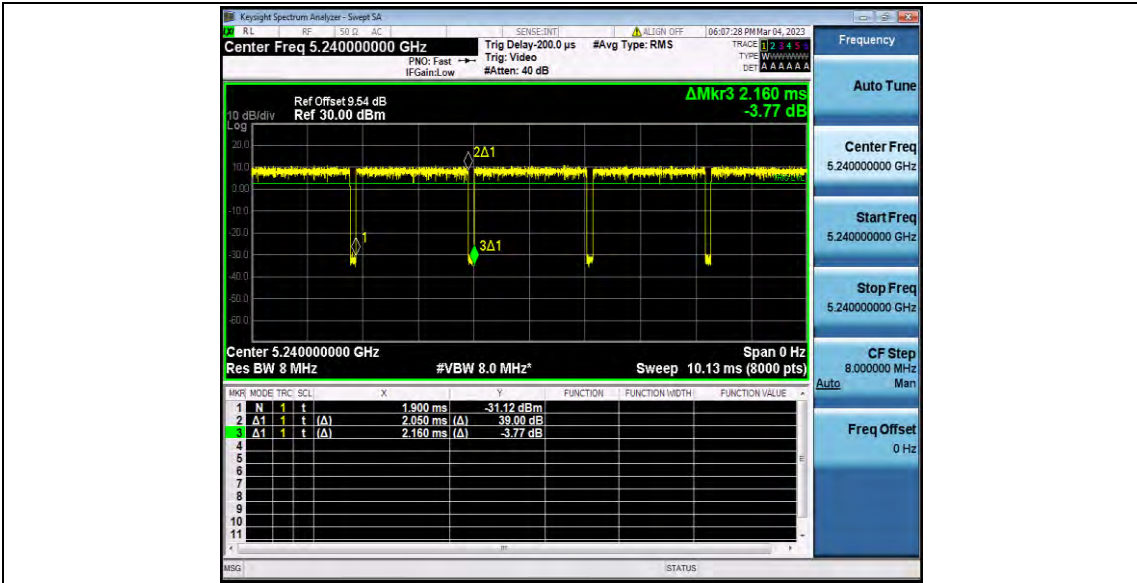 Keysight Spectrum Analyzer - Swept SA
RL RF 50 Ω AC SENSE:INT ALIGN OFF 06:07:28 PM Mar 04, 2023
Center Freq 5.240000000 GHz Trig Delay-200.0 µs #Avg Type: RMS TRACE 1 2 3 4 5 6
PNO: Fast Trig: Video TYPE W
IFGain:Low #Atten: 40 dB DET A A A A A A
Frequency
Auto Tune
Center Freq
5.240000000 GHz
Start Freq
5.240000000 GHz
Stop Freq
5.240000000 GHz
CF Step
8.000000 MHz
Auto Man
Freq Offset
0 Hz
ΔMkr3 2.160 ms
-3.77 dB
Ref Offset 9.54 dB
10 dB/div Ref 30.00 dBm
Log
20.0
10.0
0.00
-10.0
-20.0
-30.0
-40.0
-50.0
-60.0
2Δ1
1
3Δ1
Center 5.240000000 GHz Span 0 Hz
Res BW 8 MHz #VBW 8.0 MHz* Sweep 10.13 ms (8000 pts)
MKR MODE TRC SCL X Y FUNCTION FUNCTION WIDTH FUNCTION VALUE
1 N 1 t 1.900 ms -31.12 dBm
2 Δ1 1 t (Δ) 2.050 ms (Δ) 39.00 dB
3 Δ1 1 t (Δ) 2.160 ms (Δ) -3.77 dB
4
5
6
7
8
9
10
11
MSG STATUS